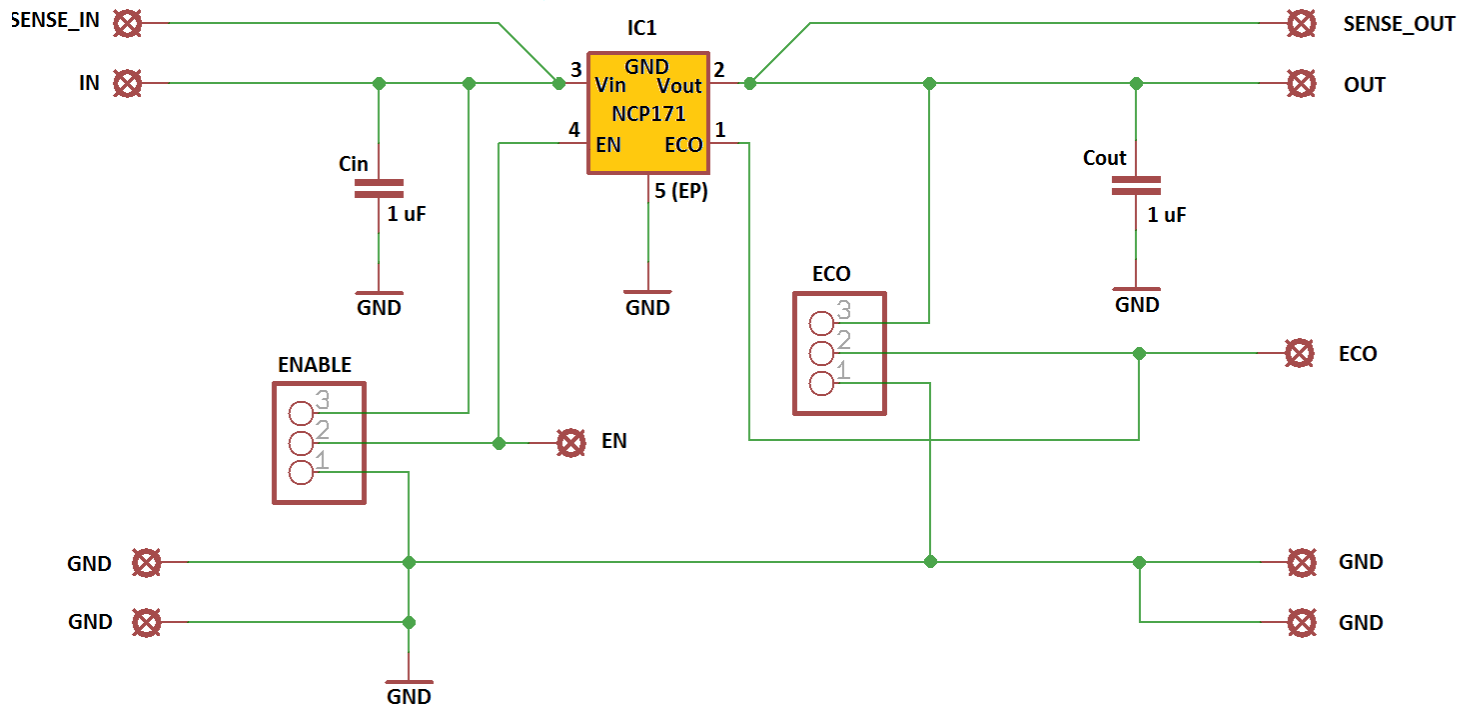 SENSE_IN
IC1
SENSE_OUT
IN
3
GND
2
Vin
Vout
OUT
NCP171
4
1
EN
ECO
Cin
Cout
5 (EP)
1 uF
1 uF
ECO
GND
GND
GND
3
2
ECO
1
ENABLE
3
2
EN
1
GND
GND
GND
GND
GND